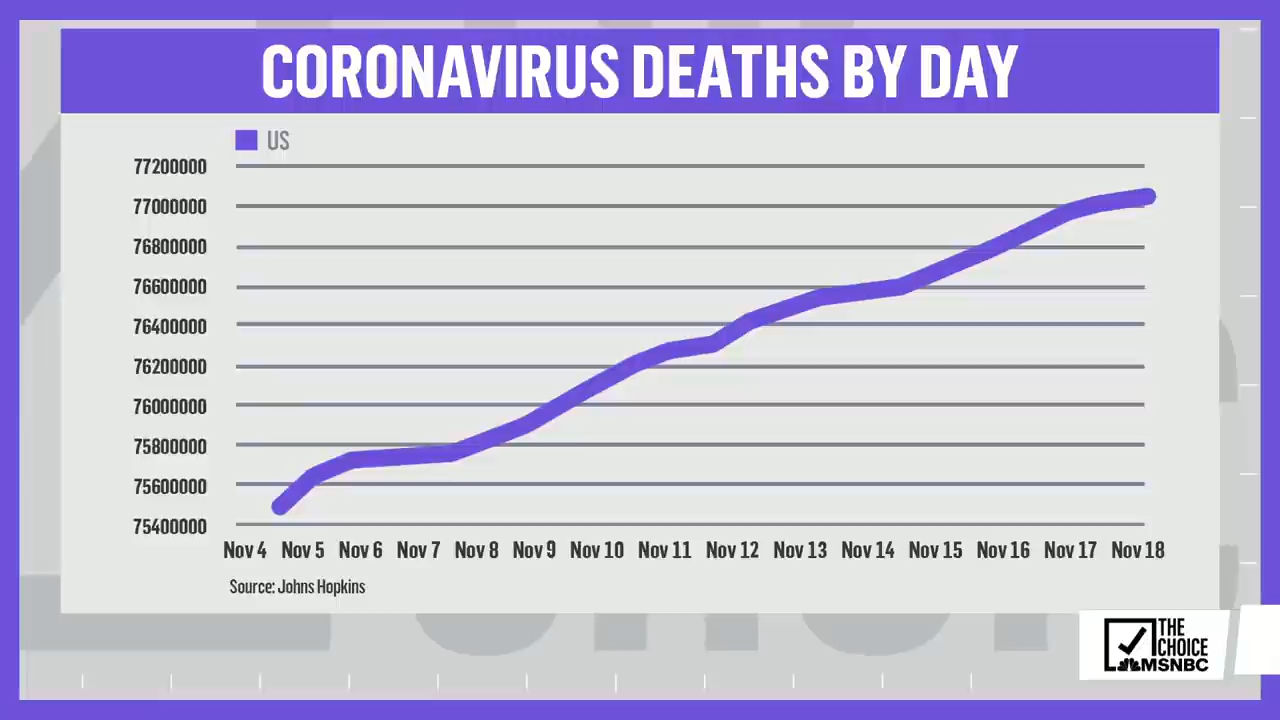 CORONAVIRUS DEATHS BY DAY
US
77200000
77000000
76800000
76600000
76400000
76200000
76000000
75800000
75600000
75400000
Nov 4 Nov 5 Nov 6 Nov 7 Nov 8 Nov 9 Nov 10 Nov 11 Nov 12 Nov 13 Nov 14 Nov 15 Nov 16 Nov 17 Nov 18
Source: Johns Hopkins
THE
CHOICE
MSNBC